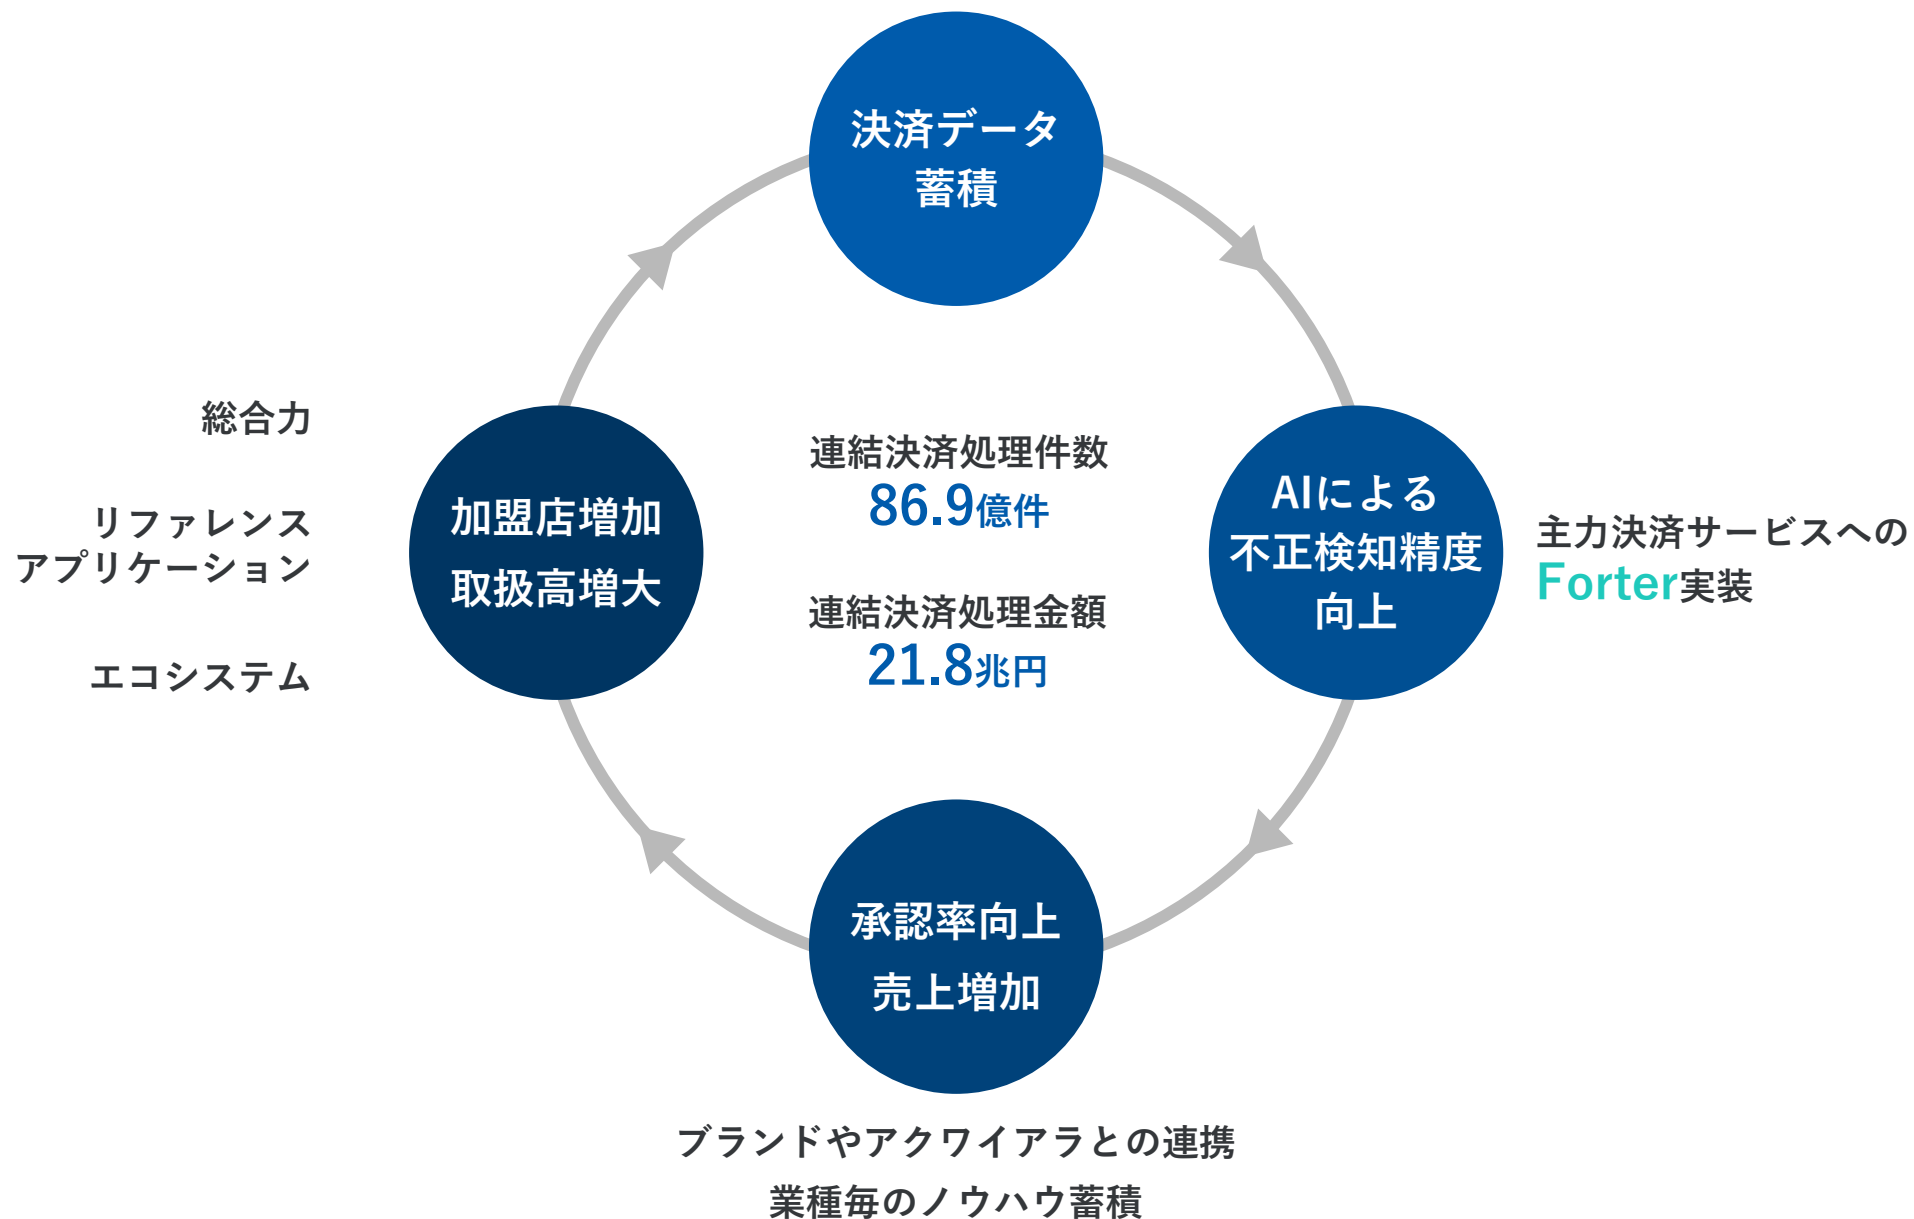 決済データ
蓄積
総合力
リファレンス
アプリケーション
エコシステム
加盟店増加
取扱高増大
連結決済処理件数
86.9億件
連結決済処理金額
21.8兆円
AIによる
不正検知精度
向上
主力決済サービスへの
Forter実装
承認率向上
売上増加
ブランドやアクワイアラとの連携
業種毎のノウハウ蓄積